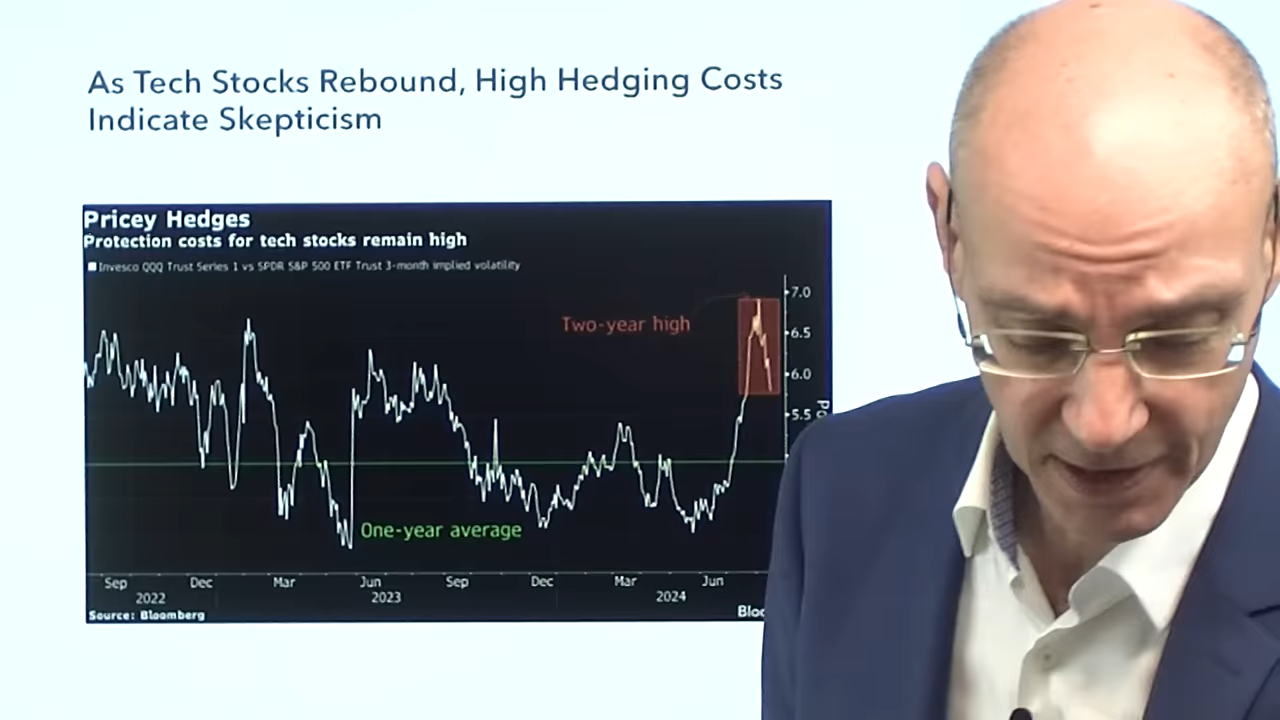 As Tech Stocks Rebound, High Hedging Costs
Indicate Skepticism
Pricey Hedges
Protection costs for tech stocks remain high
Invesco QQQ Trust Series 1 vs SPDR S&P 500 ETF Trust 3-month implied volatility
7.0
Two-year high
6.5
6.0
5.5
One-year average
Sep Dec Mar Jun Sep Dec Mar Jun
2022 2023 2024
Source: Bloomberg